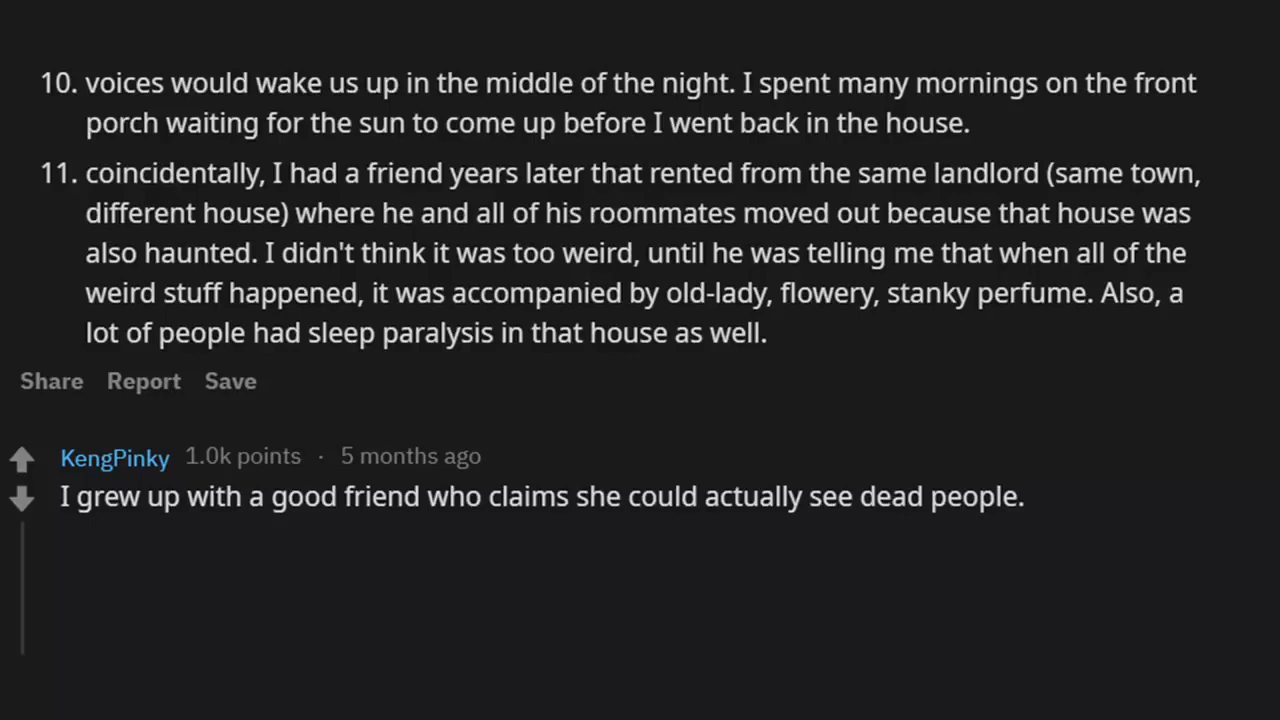 10. voices would wake us up in the middle of the night. I spent many mornings on the front
porch waiting for the sun to come up before I went back in the house.
11. coincidentally, I had a friend years later that rented from the same landlord (same town,
different house) where he and all of his roommates moved out because that house was
also haunted. I didn't think it was too weird, until he was telling me that when all of the
weird stuff happened, it was accompanied by old-lady, flowery, stanky perfume. Also, a
lot of people had sleep paralysis in that house as well.
Share Report Save
KengPinky 1.0k points · 5 months ago
I grew up with a good friend who claims she could actually see dead people.